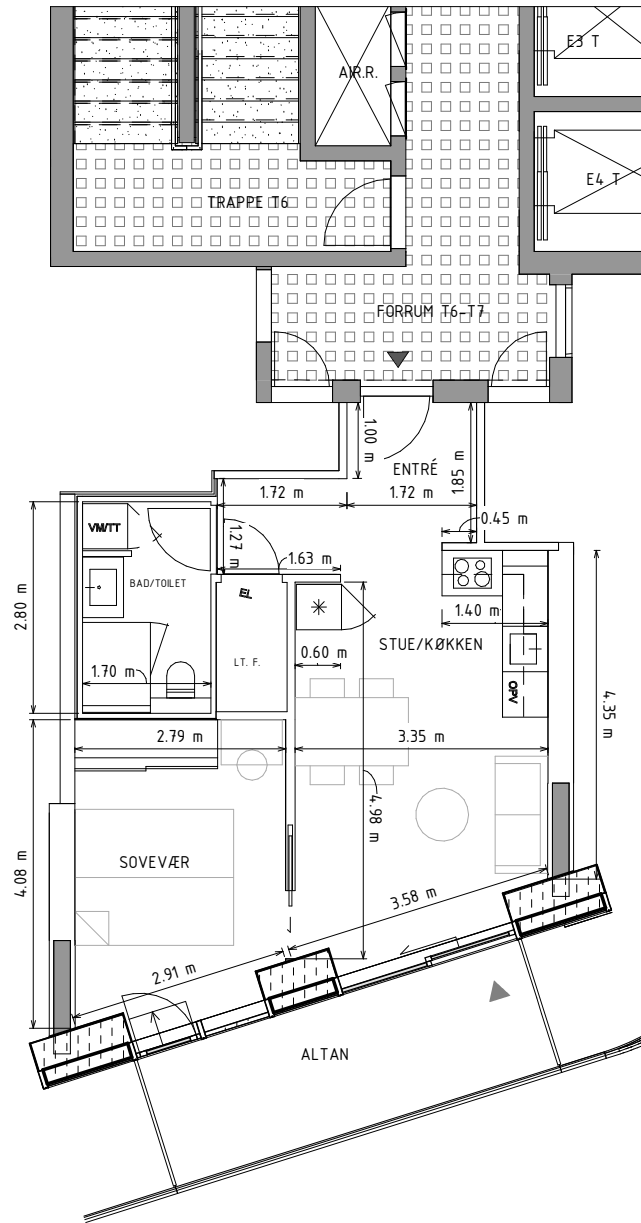 E3 T
AIR.R.
E4 T
TRAPPE T6
FORRUM T6-T7
1.00 m
ENTRÉ
1.85 m
1.72 m
1.72 m
0.45 m
VM/TT
1.27 m
1.63 m
BAD/TOILET
EL
2.80 m
1.40 m
STUE/KØKKEN
0.60 m
LT. F.
1.70 m
OPV
4.35 m
2.79 m
3.35 m
4.98 m
SOVEVÆR
4.08 m
3.58 m
2.91 m
ALTAN